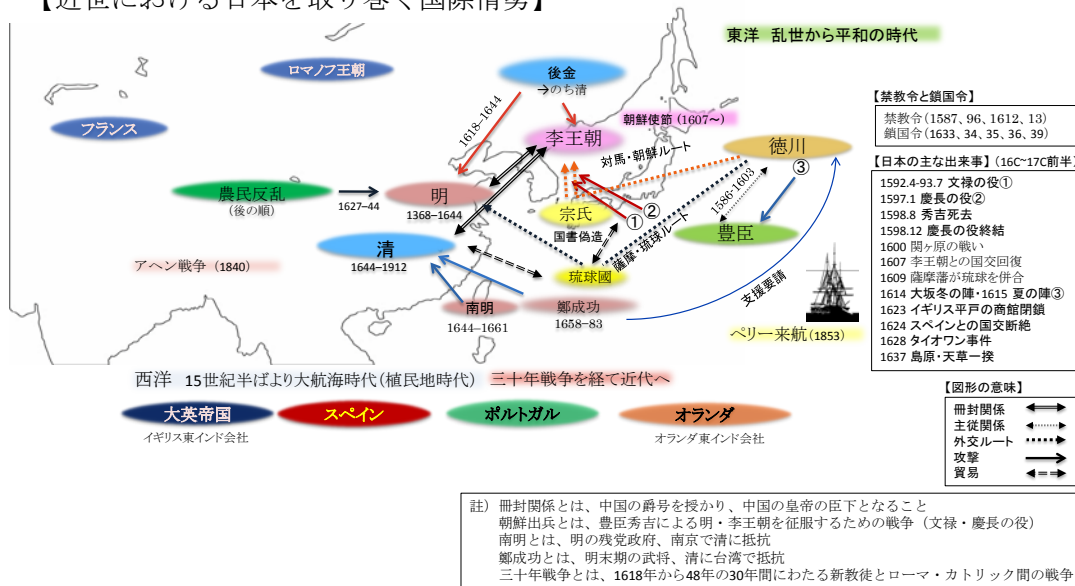 【近世における日本を取り巻く国際情勢】
東洋 乱世から平和の時代
ロマノフ王朝
後金
→のち清
フランス
1618–1644
朝鮮使節(1607〜)
李王朝
対馬・朝鮮ルート
徳川
③
農民反乱
(後の順)
1627–44
明
1368–1644
宗氏
②
①
国書偽造
1586-1603
豊臣
清
1644–1912
薩摩・琉球ルート
アヘン戦争(1840)
琉球國
南明
1644–1661
鄭成功
1658–83
支援要請
ペリー来航(1853)
【禁教令と鎖国令】
禁教令(1587, 96, 1612, 13)
鎖国令(1633, 34, 35, 36, 39)
【日本の主な出来事】(16C~17C前半)
1592.4-93.7 文禄の役①
1597.1 慶長の役②
1598.8 秀吉死去
1598.12 慶長の役終結
1600 関ヶ原の戦い
1607 李王朝との国交回復
1609 薩摩藩が琉球を併合
1614 大坂冬の陣・1615 夏の陣③
1623 イギリス平戸の商館閉鎖
1624 スペインとの国交断絶
1628 タイオワン事件
1637 島原・天草一揆
西洋 15世紀半ばより大航海時代(植民地時代) 三十年戦争を経て近代へ
大英帝国
スペイン
ポルトガル
オランダ
イギリス東インド会社
オランダ東インド会社
【図形の意味】
冊封関係
主従関係
外交ルート
攻撃
貿易
註) 冊封関係とは、中国の爵号を授かり、中国の皇帝の臣下となること
朝鮮出兵とは、豊臣秀吉による明・李王朝を征服するための戦争(文禄・慶長の役)
南明とは、明の残党政府、南京で清に抵抗
鄭成功とは、明末期の武将、清に台湾で抵抗
三十年戦争とは、1618年から48年の30年間にわたる新教徒とローマ・カトリック間の戦争